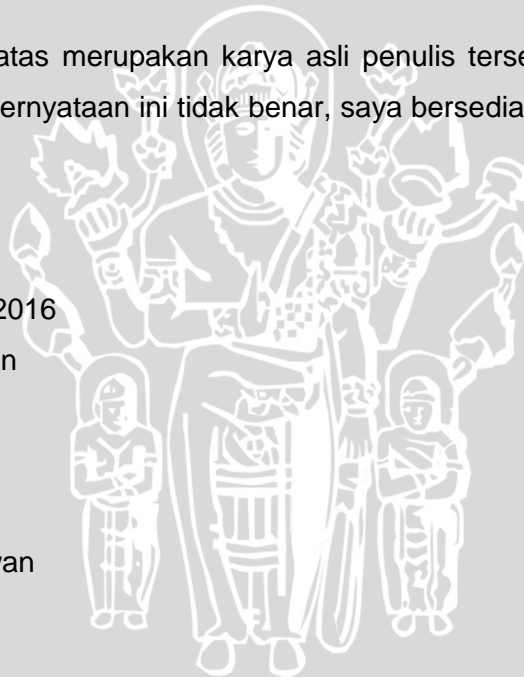 atas merupakan karya asli penulis terse
ernyataan ini tidak benar, saya bersedia
2016
n
van